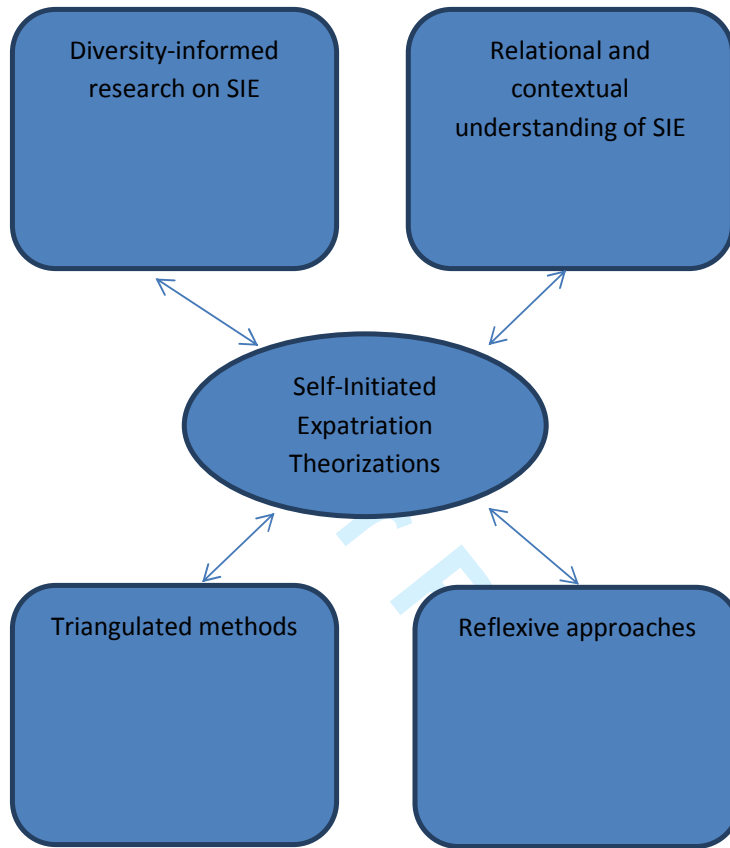 Diversity-informed
research on SIE
Relational and
contextual
understanding of SIE
Self-Initiated
Expatriation
Theorizations
Triangulated methods
Reflexive approaches